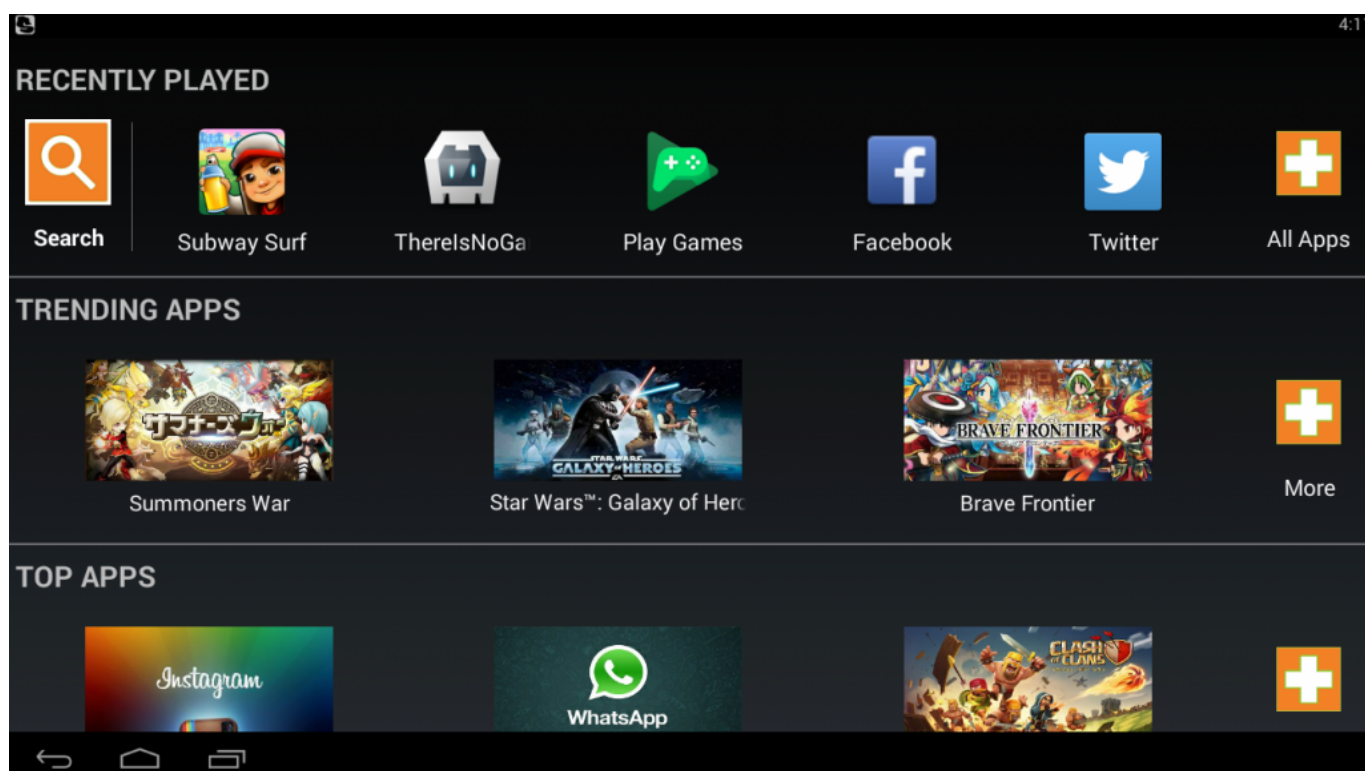 4:1
RECENTLY PLAYED
Search
Subway Surf
ThereIsNoGa
Play Games
Facebook
Twitter
All Apps
TRENDING APPS
サマナーズウォー
STAR WARS
GALAXY OF HEROES
BRAVE FRONTIER
Summoners War
Star Wars™: Galaxy of Hero
Brave Frontier
More
TOP APPS
Instagram
WhatsApp
CLASH
OF CLANS